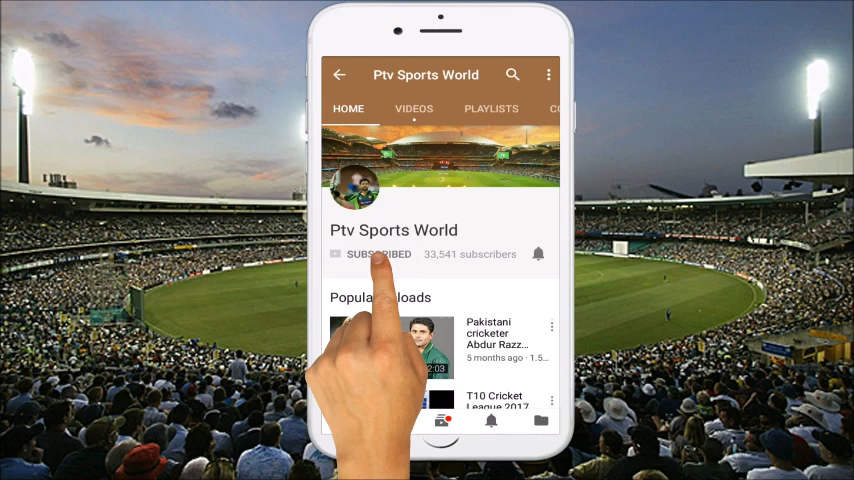 Ptv Sports World
HOME VIDEOS PLAYLISTS CO
Ptv Sports World
SUBSCRIBED 33,541 subscribers
Popular uploads
Pakistani
cricketer
Abdur Razz...
5 months ago · 1.5...
2:03
T10 Cricket
League 2017